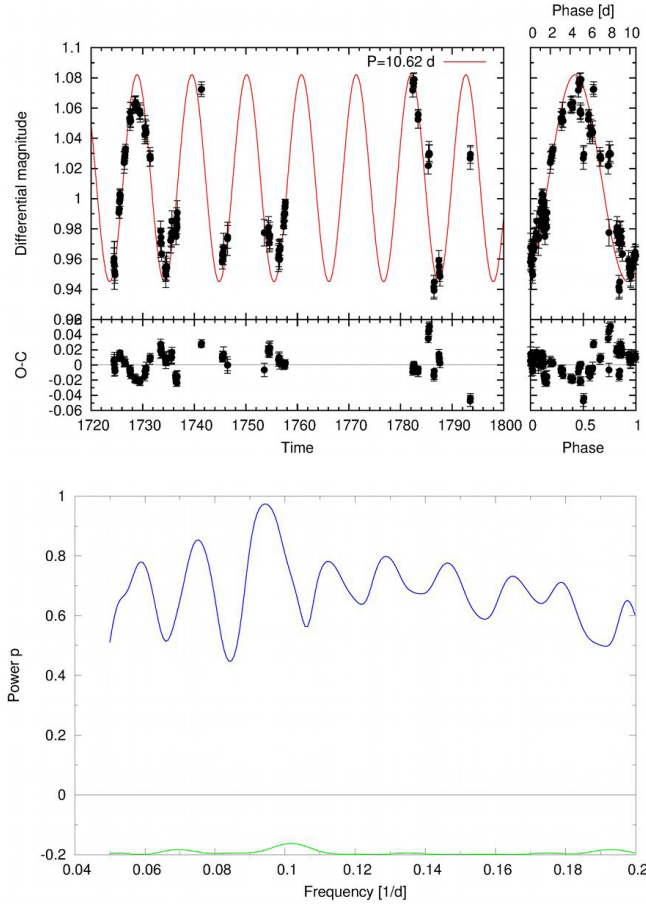 Phase [d]
0 2 4 6 8 10
1.1
1.08
1.06
1.04
1.02
1
0.98
0.96
0.94
0.92
Differential magnitude
P=10.62 d
0.06
0.04
0.02
0
-0.02
-0.04
-0.06
O-C
1720 1730 1740 1750 1760 1770 1780 1790 1800
0 0.5 1
Time
Phase
1
0.8
0.6
0.4
0.2
0
-0.2
Power p
0.04 0.06 0.08 0.1 0.12 0.14 0.16 0.18 0.2
Frequency [1/d]